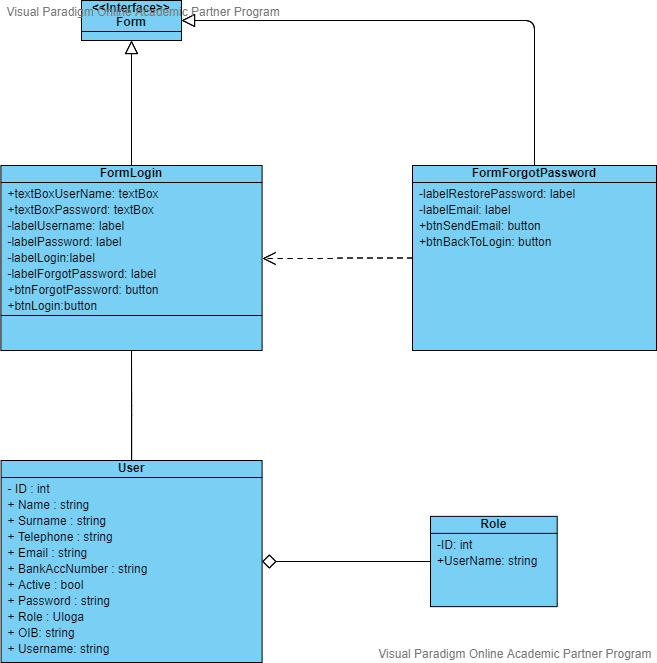 Visual Paradigm Online Academic Partner Program
<<Interface>>
Form
FormLogin
+textBoxUserName: textBox
+textBoxPassword: textBox
-labelUsername: label
-labelPassword: label
-labelLogin:label
-labelForgotPassword: label
+btnForgotPassword: button
+btnLogin:button
FormForgotPassword
-labelRestorePassword: label
-labelEmail: label
+btnSendEmail: button
+btnBackToLogin: button
User
- ID : int
+ Name : string
+ Surname : string
+ Telephone : string
+ Email : string
+ BankAccNumber : string
+ Active : bool
+ Password : string
+ Role : Uloga
+ OIB: string
+ Username: string
Role
-ID: int
+UserName: string
Visual Paradigm Online Academic Partner Program